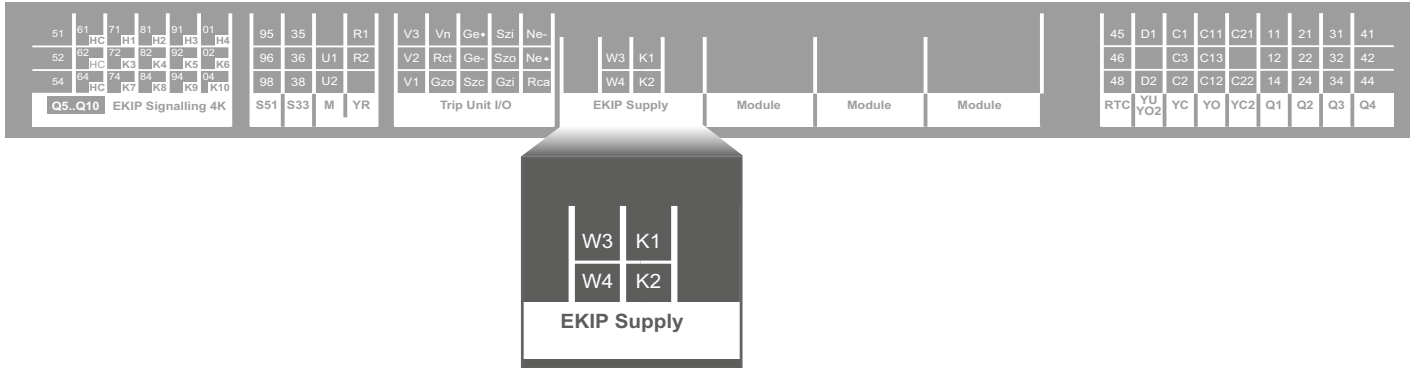 51 61 HC 71 H1 81 H2 91 H3 01 H4 95 35 R1 V3 Vn Ge+ Szi Ne- 45 D1 C1 C11 C21 11 21 31 41
52 62 HC 72 K3 82 K4 92 K5 02 K6 96 36 U1 R2 V2 Rct Ge- Szo Ne+ W3 K1 46 C3 C13 12 22 32 42
54 64 HC 74 K7 84 K8 94 K9 04 K10 98 38 U2 V1 Gzo Szc Gzi Rca W4 K2 48 D2 C2 C12 C22 14 24 34 44
Q5..Q10 EKIP Signalling 4K S51 S33 M YR Trip Unit I/O EKIP Supply Module Module Module RTC YU YO2 YC YO YC2 Q1 Q2 Q3 Q4
W3 K1
W4 K2
EKIP Supply